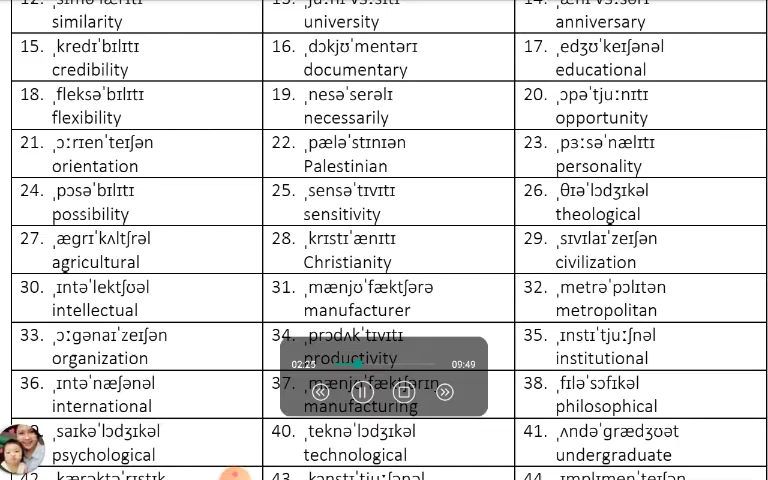 similarity
university
anniversary
15. ˌkredɪˈbɪlɪtɪ
credibility
16. ˌdɔkjʊˈmentərɪ
documentary
17. ˌedʒʊˈkeɪʃənəl
educational
18. ˌfleksəˈbɪlɪtɪ
flexibility
19. ˌnesəˈserəlɪ
necessarily
20. ˌɔpəˈtjuːnɪtɪ
opportunity
21. ˌɔːrɪenˈteɪʃən
orientation
22. ˌpæləˈstɪnɪən
Palestinian
23. ˌpɜːsəˈnælɪtɪ
personality
24. ˌpɔsəˈbɪlɪtɪ
possibility
25. ˌsensəˈtɪvɪtɪ
sensitivity
26. ˌθɪəˈlɔdʒɪkəl
theological
27. ˌægrɪˈkʌltʃrəl
agricultural
28. ˌkrɪstɪˈænɪtɪ
Christianity
29. ˌsɪvɪlaɪˈzeɪʃən
civilization
30. ˌɪntəˈlektʃʊəl
intellectual
31. ˌmænjʊˈfæktʃərə
manufacturer
32. ˌmetrəˈpɔlɪtən
metropolitan
33. ˌɔːgənaɪˈzeɪʃən
organization
34. ˌprɔdʌkˈtɪvɪtɪ
productivity
35. ˌɪnstɪˈtjuːʃnəl
institutional
02:25
09:49
36. ˌɪntəˈnæʃənəl
international
37. ˌmænjʊˈfæktʃərɪŋ
manufacturing
38. ˌfɪləˈsɔfɪkəl
philosophical
ˌsaɪkəˈlɔdʒɪkəl
psychological
40. ˌteknəˈlɔdʒɪkəl
technological
41. ˌʌndəˈgrædʒʊət
undergraduate